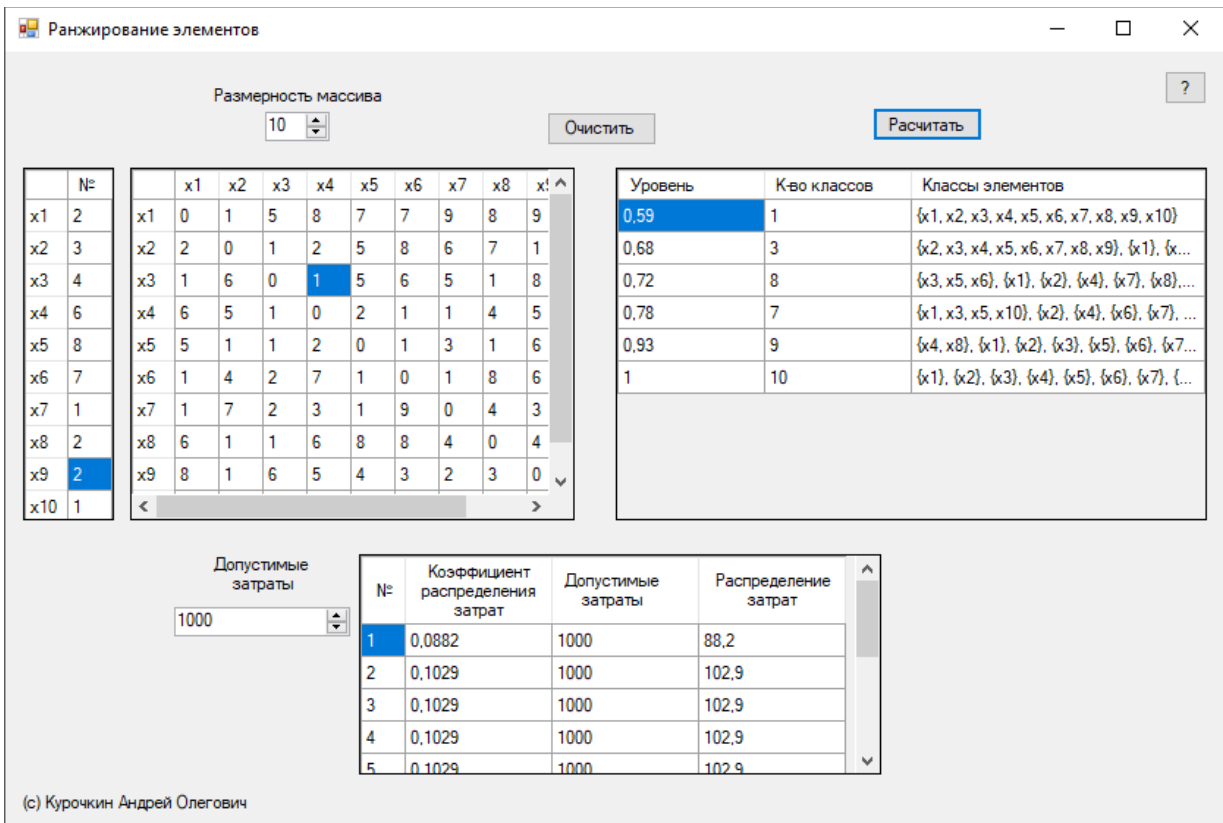 Ранжирование элементов
?
Размерность массива
10
Очистить
Расчитать
№
x1 2
x2 3
x3 4
x4 6
x5 8
x6 7
x7 1
x8 2
x9 2
x10 1
x1 x2 x3 x4 x5 x6 x7 x8
x1 0 1 5 8 7 7 9 8 9
x2 2 0 1 2 5 8 6 7 1
x3 1 6 0 1 5 6 5 1 8
x4 6 5 1 0 2 1 1 4 5
x5 5 1 1 2 0 1 3 1 6
x6 1 4 2 7 1 0 1 8 6
x7 1 7 2 3 1 9 0 4 3
x8 6 1 1 6 8 8 4 0 4
x9 8 1 6 5 4 3 2 3 0
Уровень К-во классов Классы элементов
0,59 1 {x1, x2, x3, x4, x5, x6, x7, x8, x9, x10}
0,68 3 {x2, x3, x4, x5, x6, x7, x8, x9}, {x1}, {x...
0,72 8 {x3, x5, x6}, {x1}, {x2}, {x4}, {x7}, {x8},...
0,78 7 {x1, x3, x5, x10}, {x2}, {x4}, {x6}, {x7}, ...
0,93 9 {x4, x8}, {x1}, {x2}, {x3}, {x5}, {x6}, {x7...
1 10 {x1}, {x2}, {x3}, {x4}, {x5}, {x6}, {x7}, {...
Допустимые
затраты
1000
№ Коэффициент распределения затрат Допустимые затраты Распределение затрат
1 0,0882 1000 88,2
2 0,1029 1000 102,9
3 0,1029 1000 102,9
4 0,1029 1000 102,9
5 0,1029 1000 102,9
(c) Курочкин Андрей Олегович